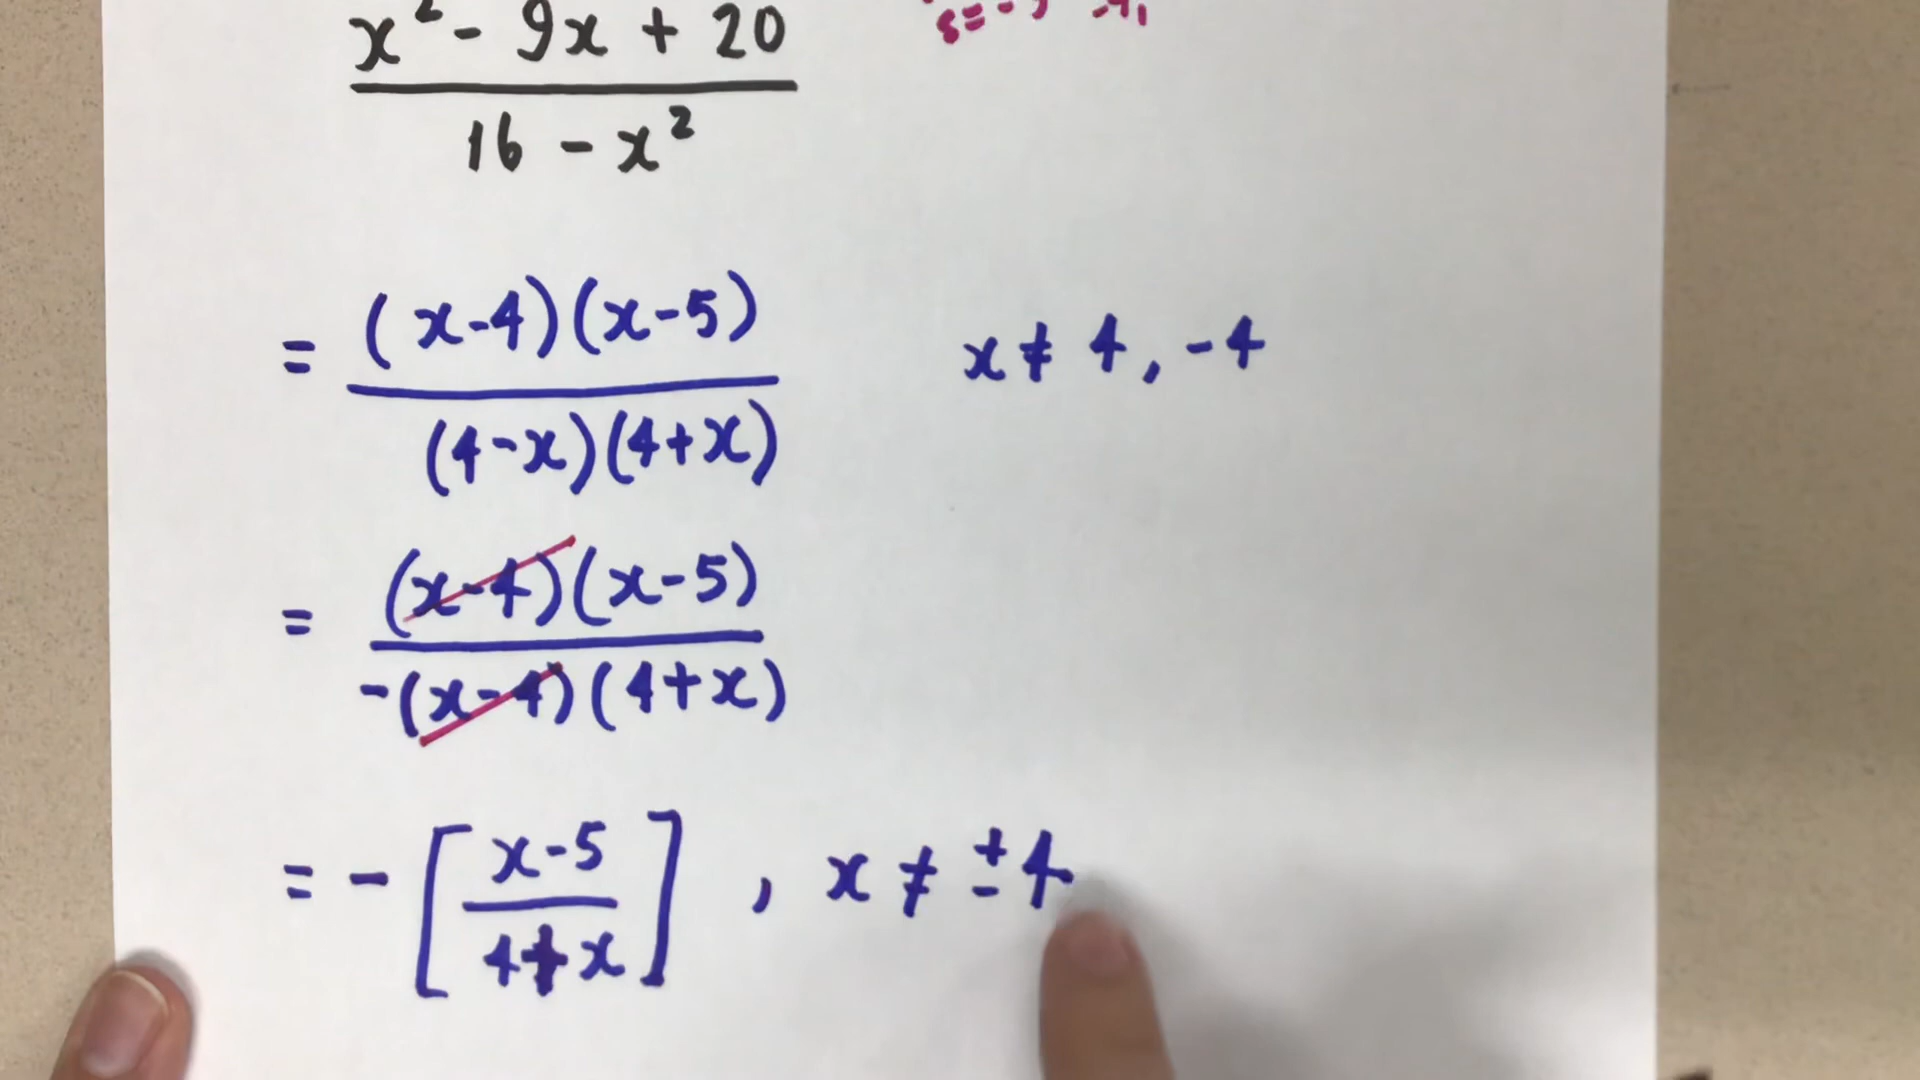 x² - 9x + 20
16 - x²
= (x-4)(x-5)
(4-x)(4+x)
x ≠ 4, -4
= (x-4)(x-5)
-(x-4)(4+x)
= - [x-5
4+x] , x ≠ ±4